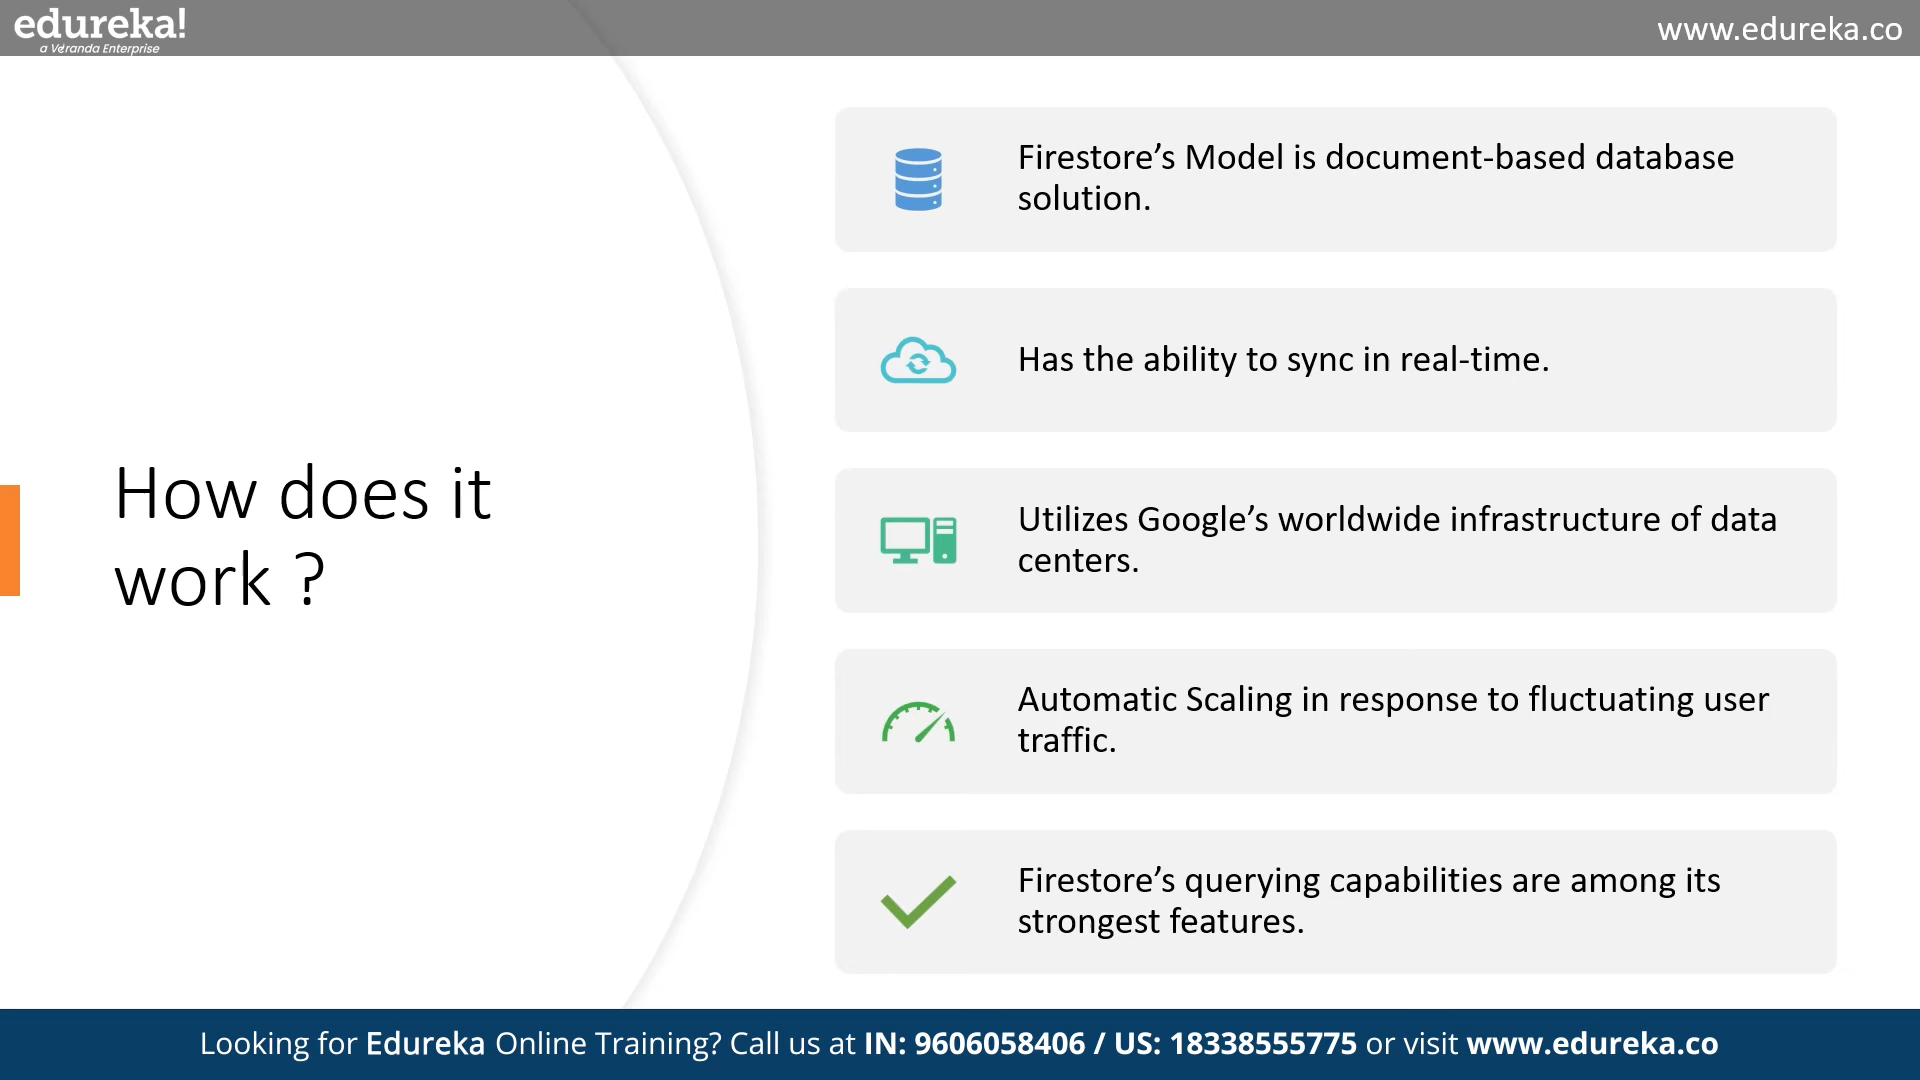 edureka!
a Veranda Enterprise
www.edureka.co
How does it
work ?
Firestore’s Model is document-based database
solution.
Has the ability to sync in real-time.
Utilizes Google’s worldwide infrastructure of data
centers.
Automatic Scaling in response to fluctuating user
traffic.
Firestore’s querying capabilities are among its
strongest features.
Looking for Edureka Online Training? Call us at IN: 9606058406 / US: 18338555775 or visit www.edureka.co